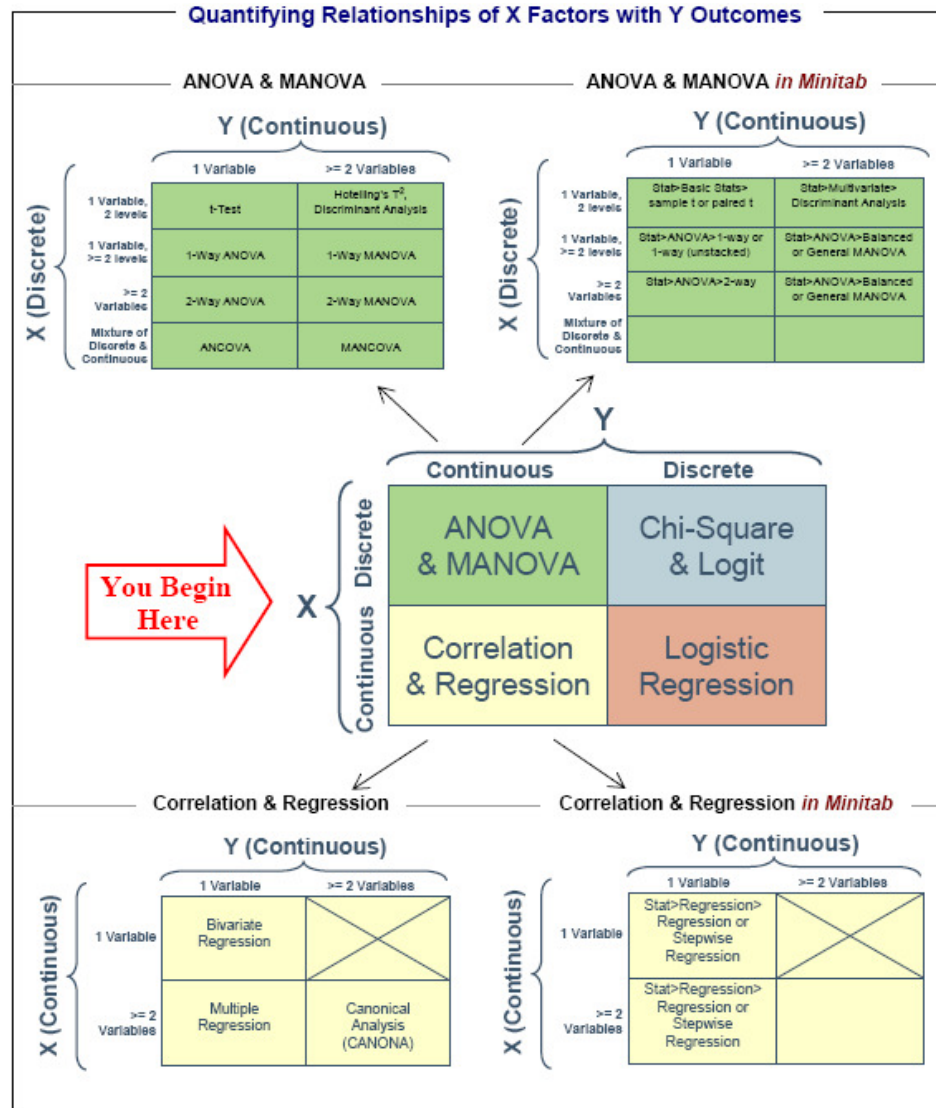 Quantifying Relationships of X Factors with Y Outcomes
ANOVA & MANOVA
Y (Continuous)
1 Variable
>= 2 Variables
X (Discrete)
1 Variable,
2 levels
t-Test
Hotelling's T²,
Discriminant Analysis
1 Variable,
>= 2 levels
1-Way ANOVA
1-Way MANOVA
>= 2
Variables
2-Way ANOVA
2-Way MANOVA
Mixture of
Discrete &
Continuous
ANCOVA
MANCOVA
ANOVA & MANOVA in Minitab
Y (Continuous)
1 Variable
>= 2 Variables
X (Discrete)
1 Variable,
2 levels
Stat>Basic Stats>
sample t or paired t
Stat>Multivariate>
Discriminant Analysis
1 Variable,
>= 2 levels
Stat>ANOVA>1-way or
1-way (unstacked)
Stat>ANOVA>Balanced
or General MANOVA
>= 2
Variables
Stat>ANOVA>2-way
Stat>ANOVA>Balanced
or General MANOVA
Mixture of
Discrete &
Continuous
You Begin
Here
Y
Continuous
Discrete
X
Discrete
ANOVA
& MANOVA
Chi-Square
& Logit
Continuous
Correlation
& Regression
Logistic
Regression
Correlation & Regression
Y (Continuous)
1 Variable
>= 2 Variables
X (Continuous)
1 Variable
Bivariate
Regression
>= 2
Variables
Multiple
Regression
Canonical
Analysis
(CANONA)
Correlation & Regression in Minitab
Y (Continuous)
1 Variable
>= 2 Variables
X (Continuous)
1 Variable
Stat>Regression>
Regression or
Stepwise
Regression
>= 2
Variables
Stat>Regression>
Regression or
Stepwise
Regression